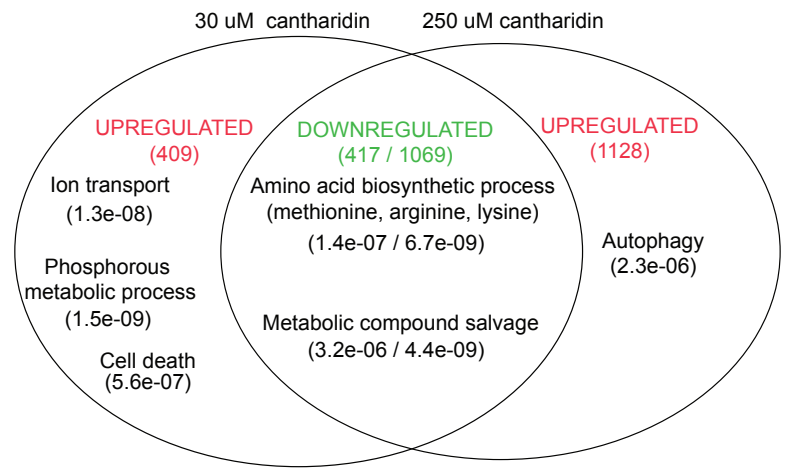 30 uM cantharidin
250 uM cantharidin
UPREGULATED
(409)
Ion transport
(1.3e-08)
Phosphorous
metabolic process
(1.5e-09)
Cell death
(5.6e-07)
DOWNREGULATED
(417 / 1069)
Amino acid biosynthetic process
(methionine, arginine, lysine)
(1.4e-07 / 6.7e-09)
Metabolic compound salvage
(3.2e-06 / 4.4e-09)
UPREGULATED
(1128)
Autophagy
(2.3e-06)